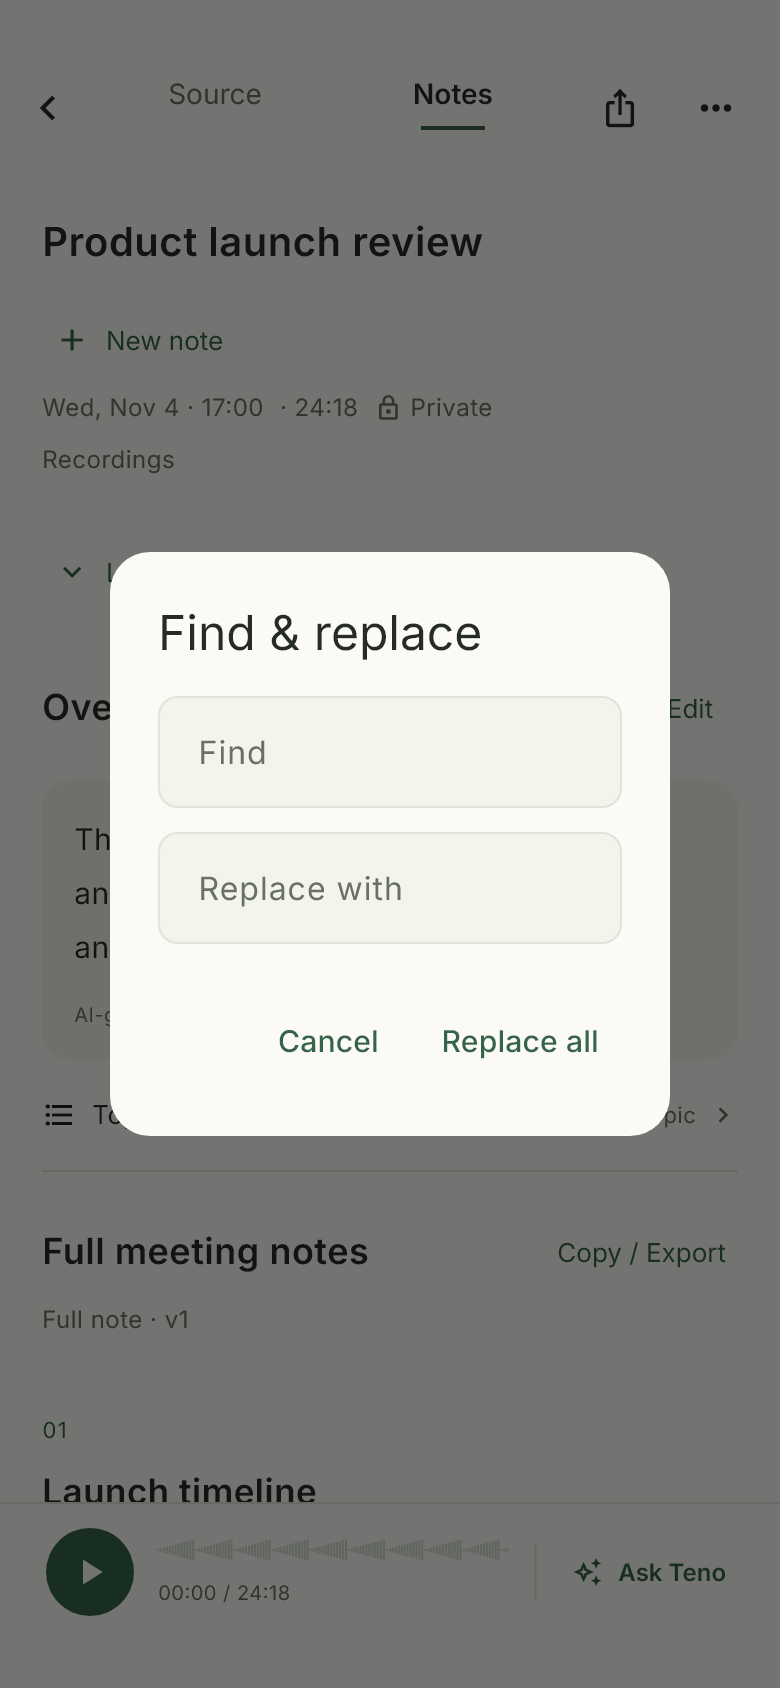 Source
Notes
Product launch review
New note
Wed, Nov 4 · 17:00 · 24:18 Private
Recordings
Find & replace
Edit
Find
Replace with
Cancel Replace all
Full meeting notes
Copy / Export
Full note · v1
01
Launch timeline
00:00 / 24:18
Ask Teno